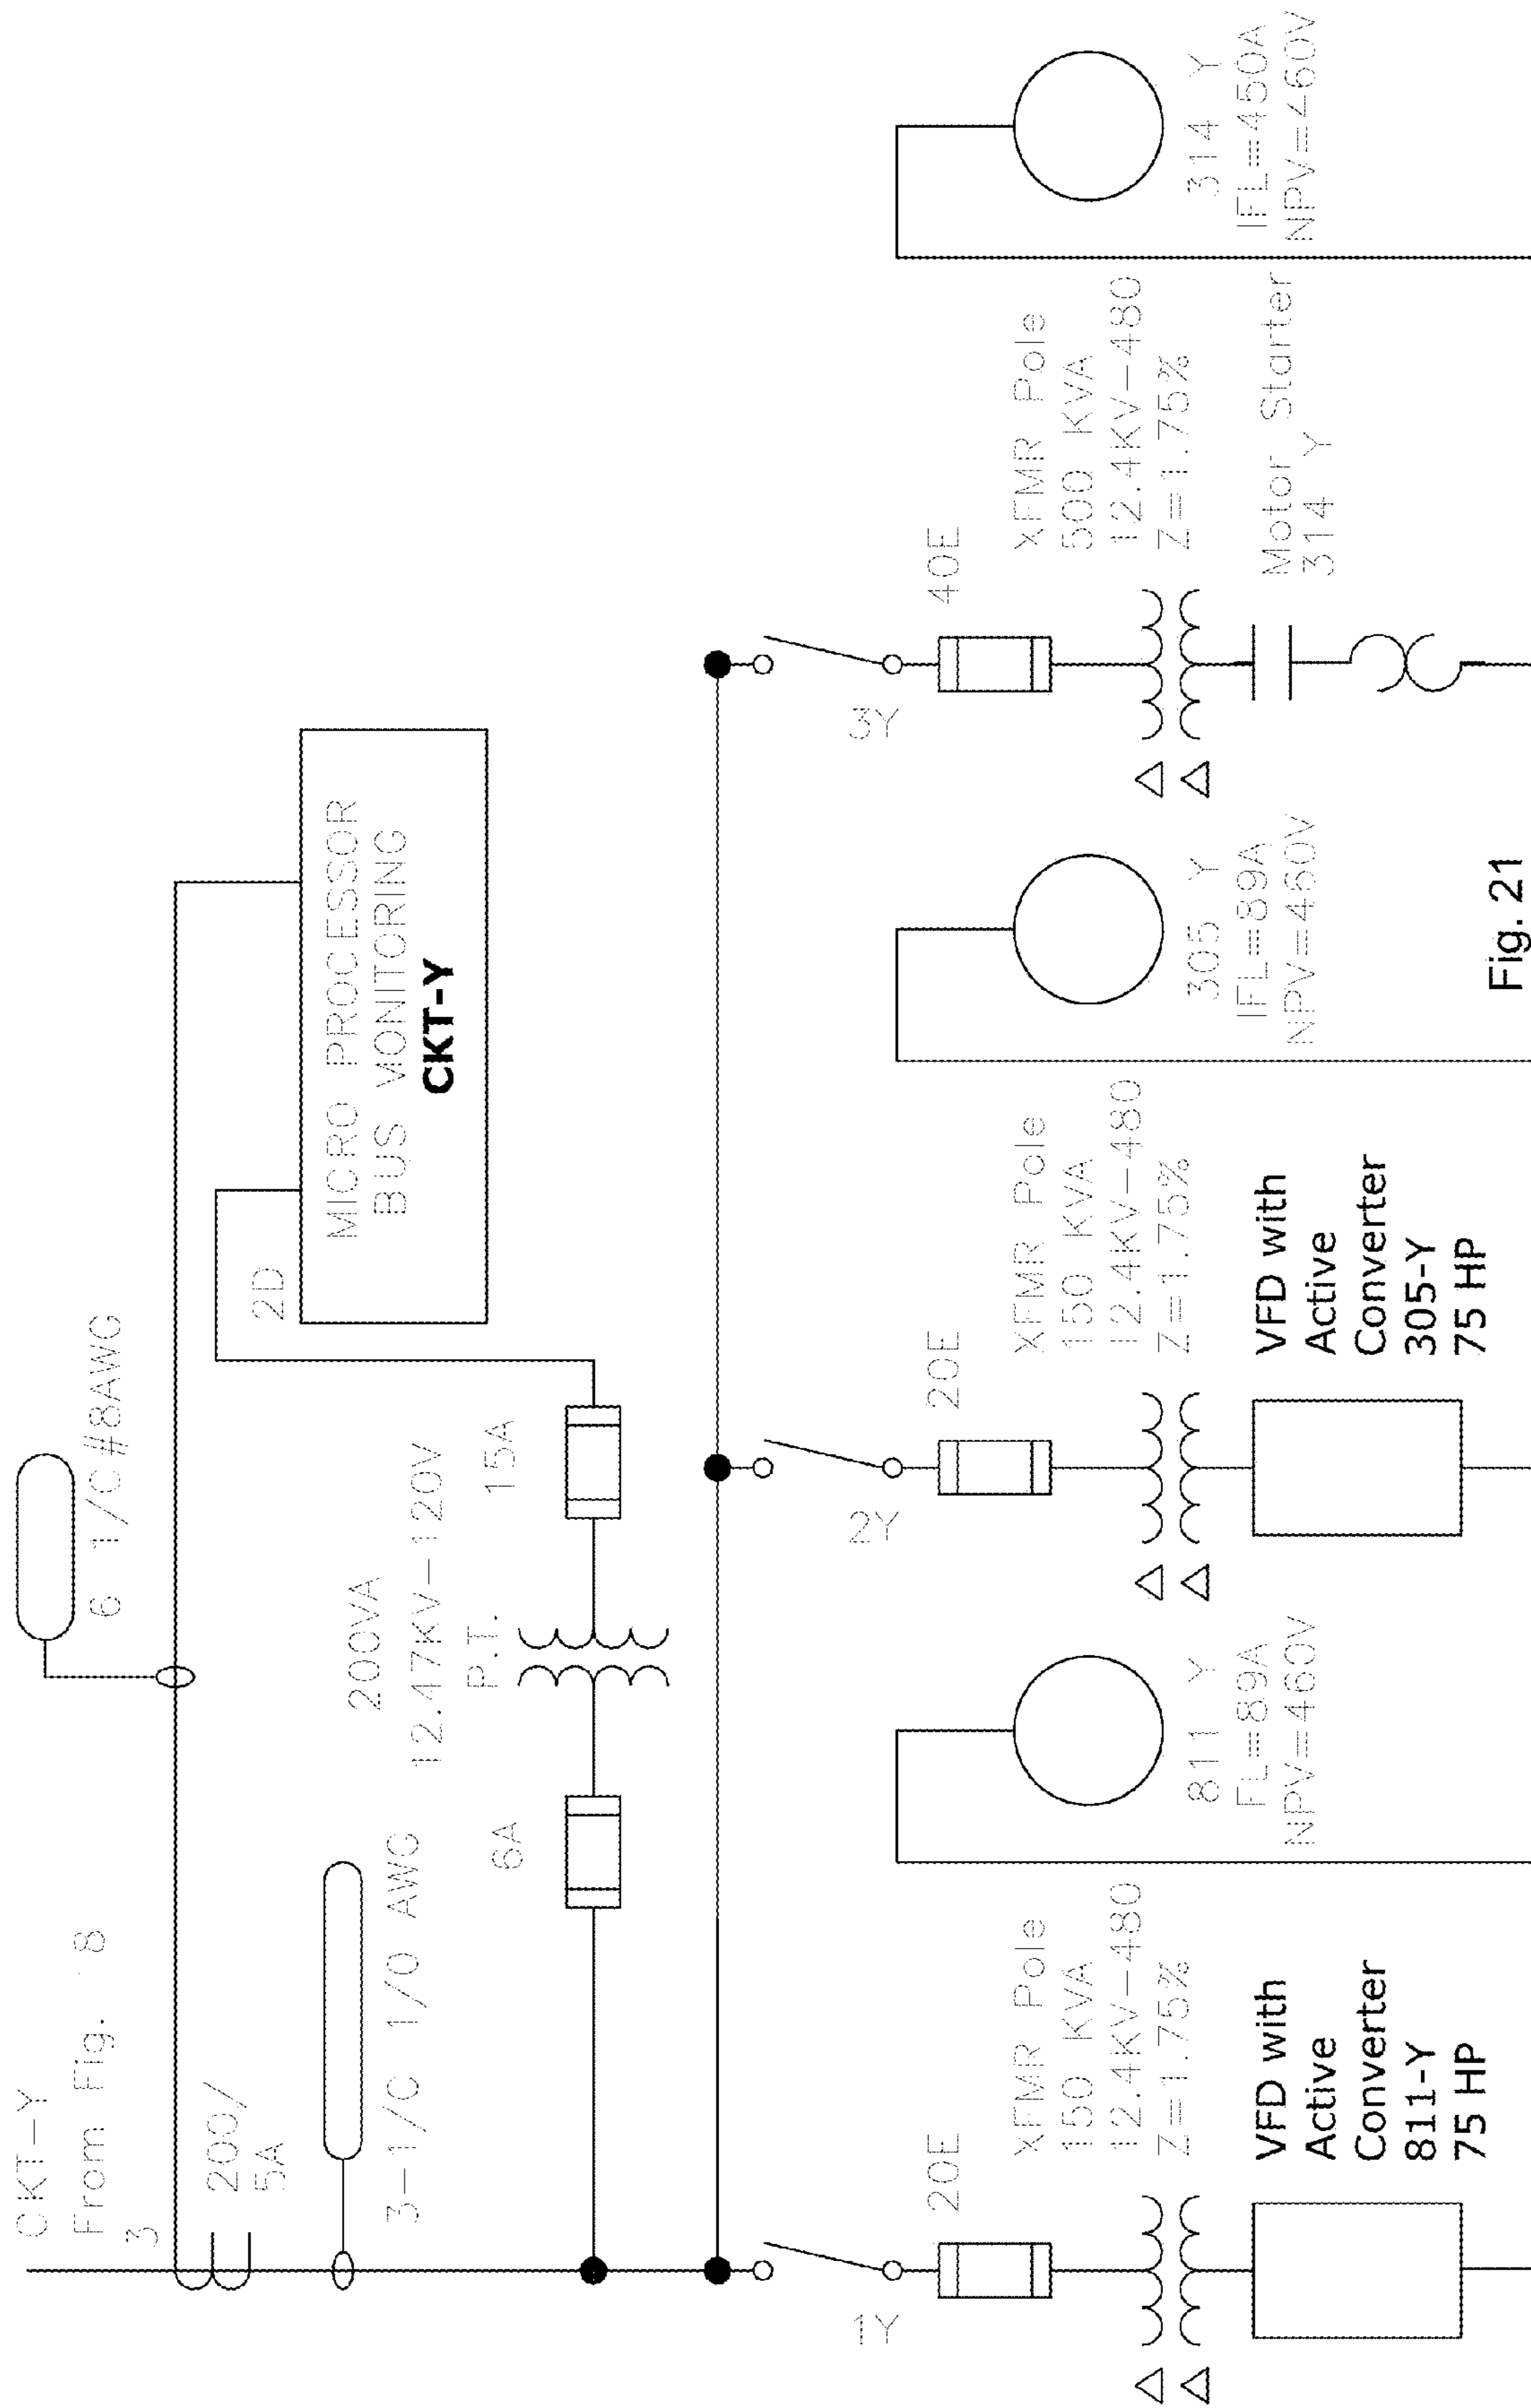 CKT-Y
From Fig. 18
3
200/
5A
6 1/C#8AWG
3-1/C 1/0 AWG
2D
MICRO PROCESSOR
BUS MONITORING
CKT-Y
200VA
12.47KV-120V
P.T.
6A
15A
1Y
20E
XFMR Pole
150 KVA
12.4KV-480
Z=1.75%
VFD with
Active
Converter
811-Y
75 HP
811 Y
FL=89A
NPV=460V
2Y
20E
XFMR Pole
150 KVA
12.4KV-480
Z=1.75%
VFD with
Active
Converter
305-Y
75 HP
305 Y
IFL=89A
NPV=460V
3Y
40E
XFMR Pole
500 KVA
12.4KV-480
Z=1.75%
Motor Starter
314 Y
314 Y
IFL=450A
NPV=460V
Fig. 21